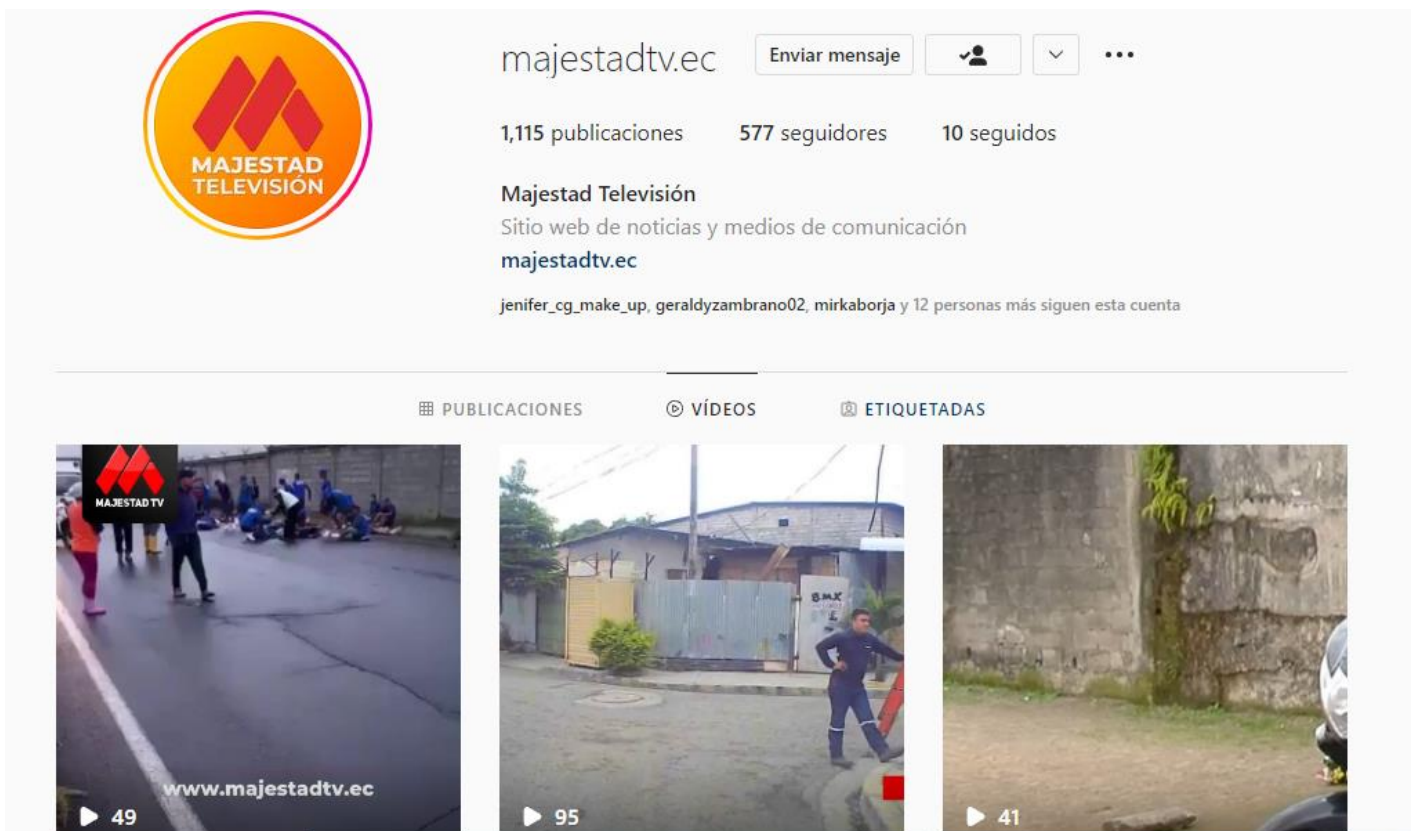 majestadtv.ec Enviar mensaje
1,115 publicaciones 577 seguidores 10 seguidos
MAJESTAD
TELEVISIÓN
Majestad Televisión
Sitio web de noticias y medios de comunicación
majestadtv.ec
jenifer_cg_make_up, geraldyzambrano02, mirkaborja y 12 personas más siguen esta cuenta
PUBLICACIONES VÍDEOS ETIQUETADAS
MAJESTAD TV
www.majestadtv.ec
49
BMX
95
41